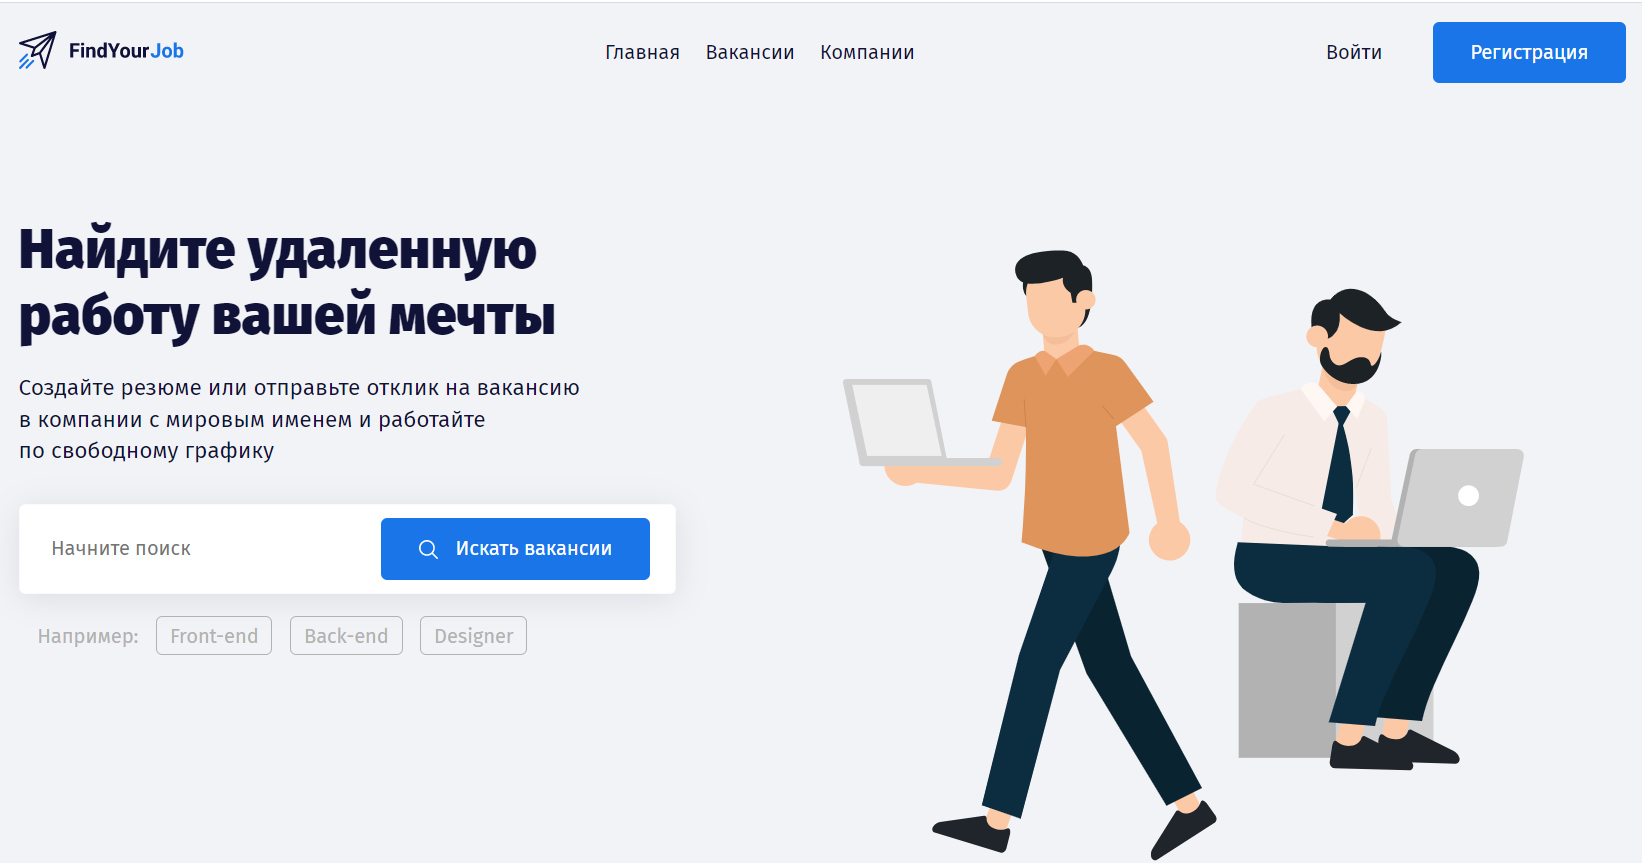 FindYourJob
Главная Вакансии Компании
Войти
Регистрация
Найдите удаленную
работу вашей мечты
Создайте резюме или отправьте отклик на вакансию
в компании с мировым именем и работайте
по свободному графику
Начните поиск
Искать вакансии
Например: Front-end Back-end Designer